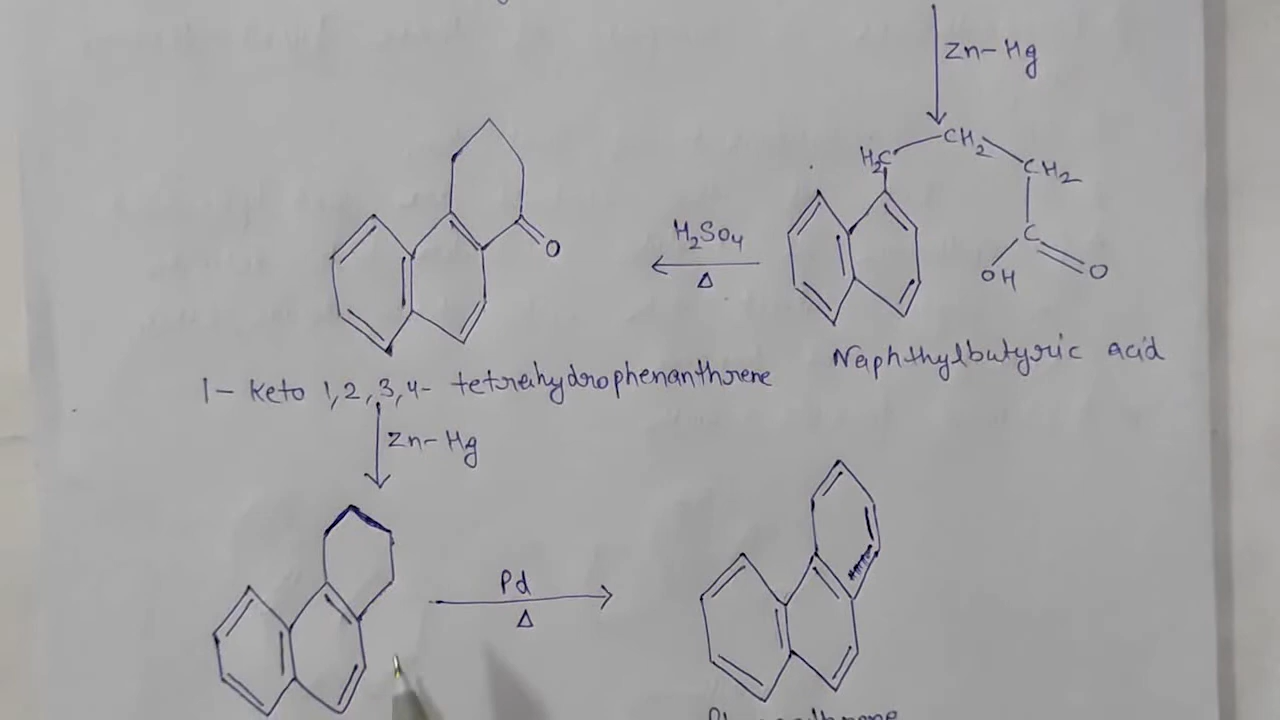 Zn-Hg
H₂C CH₂ CH₂
C
OH O
H₂SO₄
Δ
O
Naphthylbutyric acid
1- Keto 1,2,3,4- tetrahydrophenanthrene
Zn-Hg
Pd
Δ